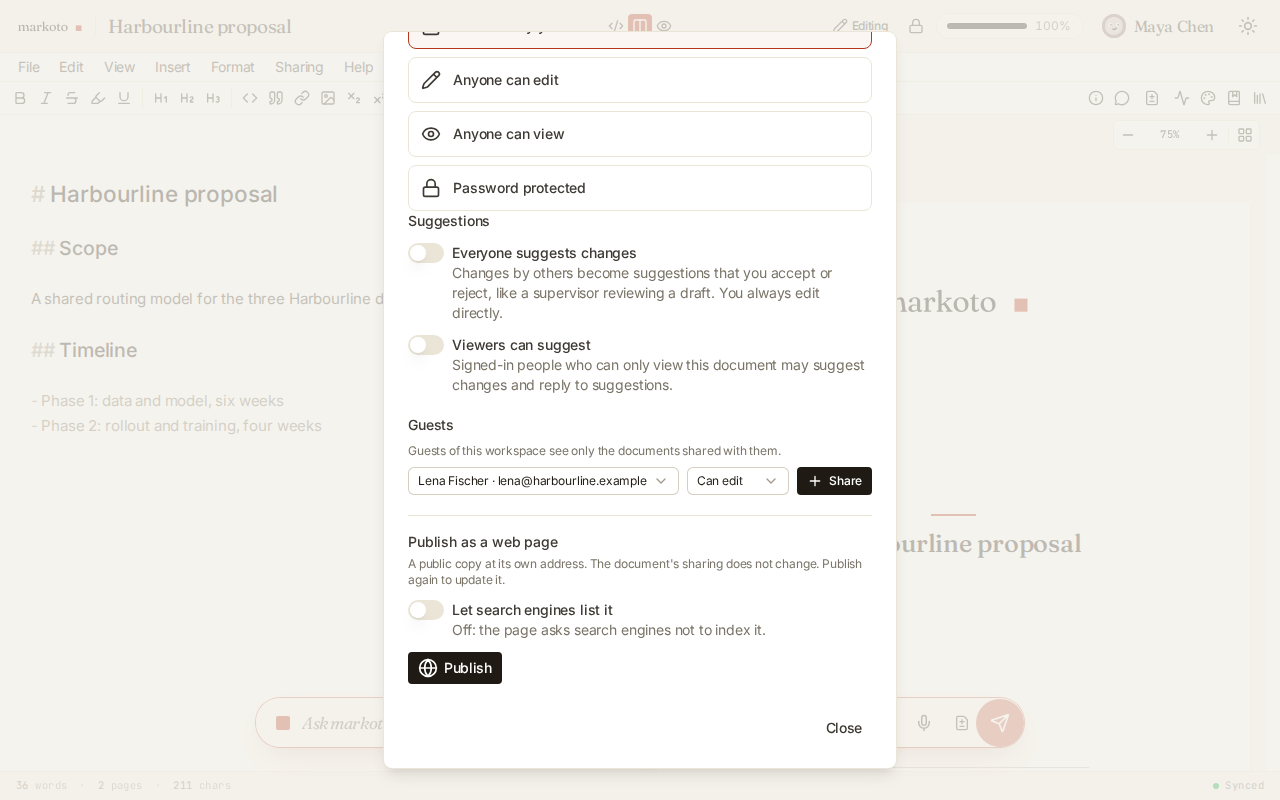 markoto
Harbourline proposal
Editing
100%
Maya Chen
File Edit View Insert Format Sharing Help
H1 H2 H3
75%
# Harbourline proposal
## Scope
A shared routing model for the three Harbourline d
## Timeline
- Phase 1: data and model, six weeks
- Phase 2: rollout and training, four weeks
Anyone can edit
Anyone can view
Password protected
Suggestions
Everyone suggests changes
Changes by others become suggestions that you accept or
reject, like a supervisor reviewing a draft. You always edit
directly.
Viewers can suggest
Signed-in people who can only view this document may suggest
changes and reply to suggestions.
Guests
Guests of this workspace see only the documents shared with them.
Lena Fischer · lena@harbourline.example
Can edit
Share
Publish as a web page
A public copy at its own address. The document's sharing does not change. Publish
again to update it.
Let search engines list it
Off: the page asks search engines not to index it.
Publish
Close
narkoto
ourline proposal
Ask markot
36 words · 2 pages · 211 chars
Synced